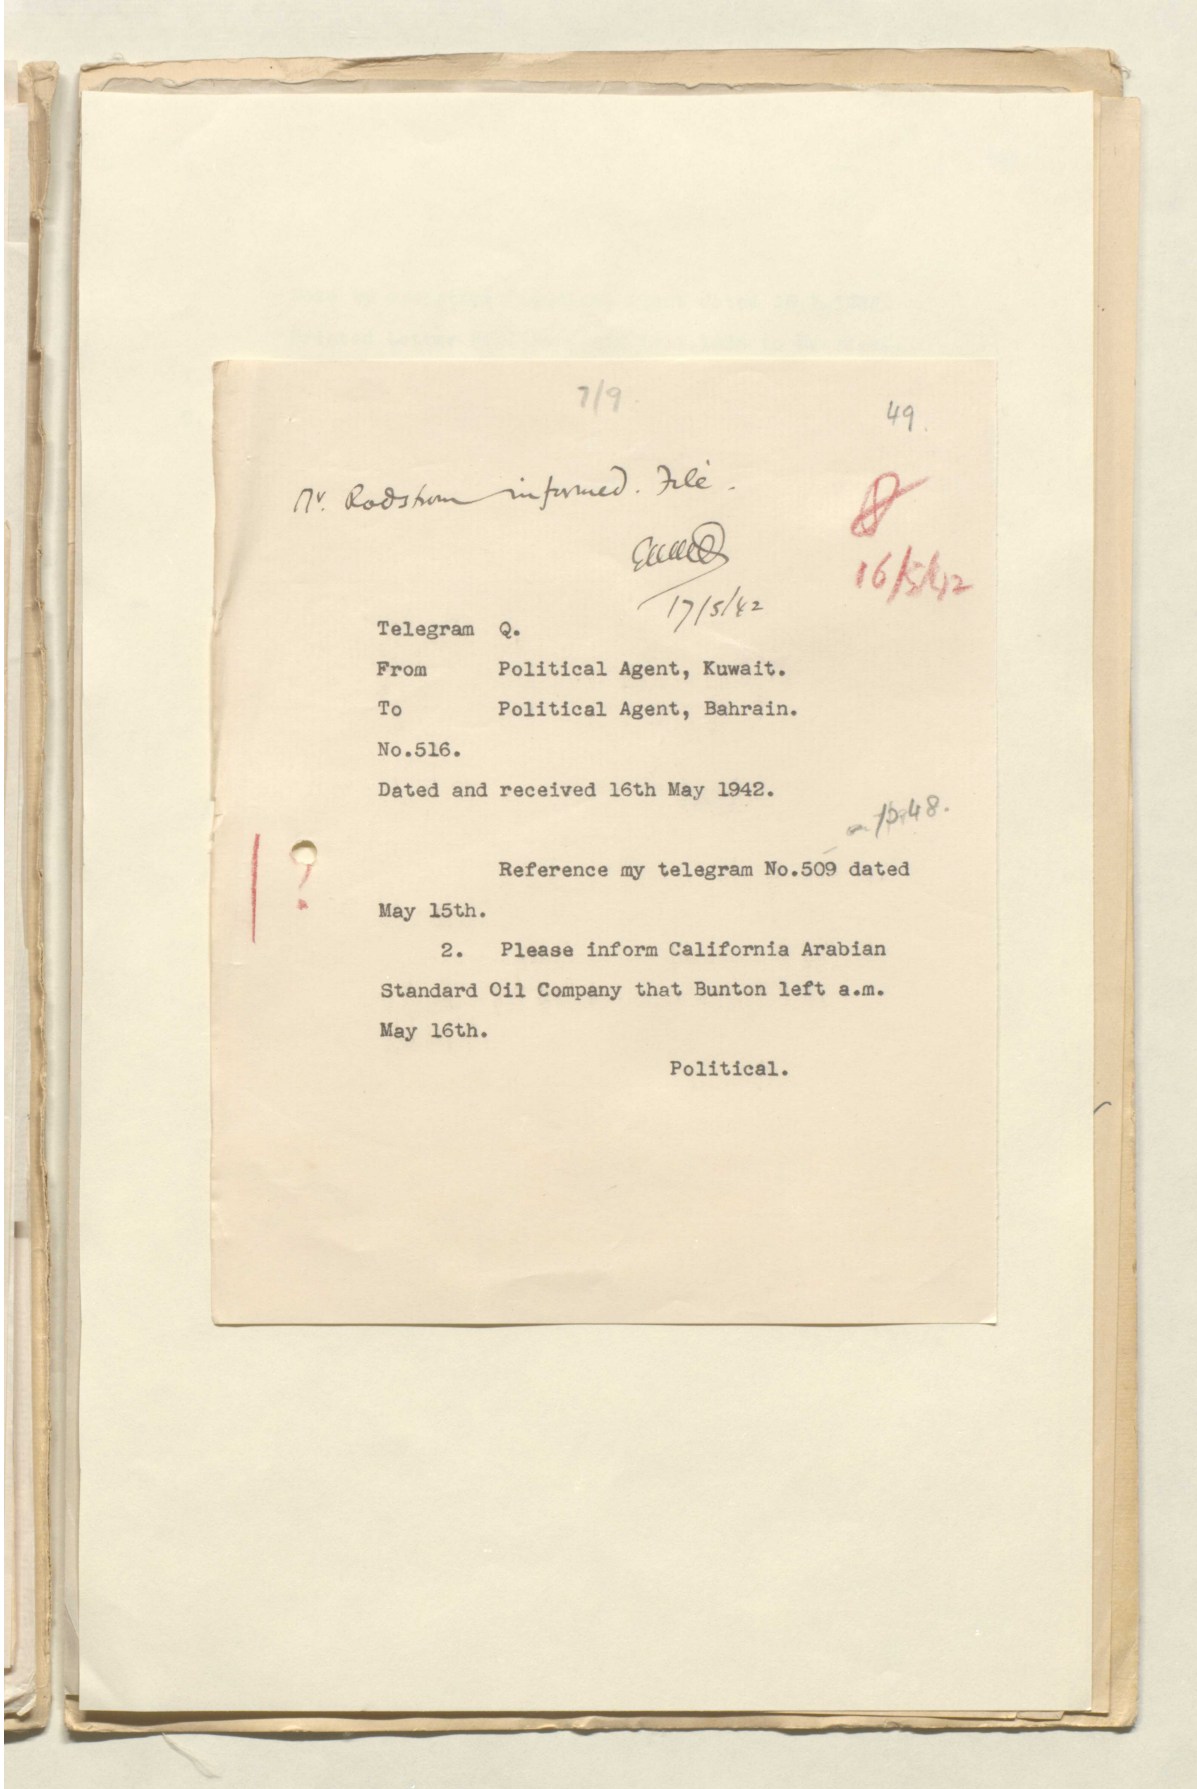 7/9
49.
Mr. Rodstrom informed. File.
17/5/42
8
16/5/42
Telegram Q.
From Political Agent, Kuwait.
To Political Agent, Bahrain.
No.516.
Dated and received 16th May 1942.
p.48.
Reference my telegram No.509 dated
May 15th.
?
2. Please inform California Arabian
Standard Oil Company that Bunton left a.m.
May 16th.
Political.